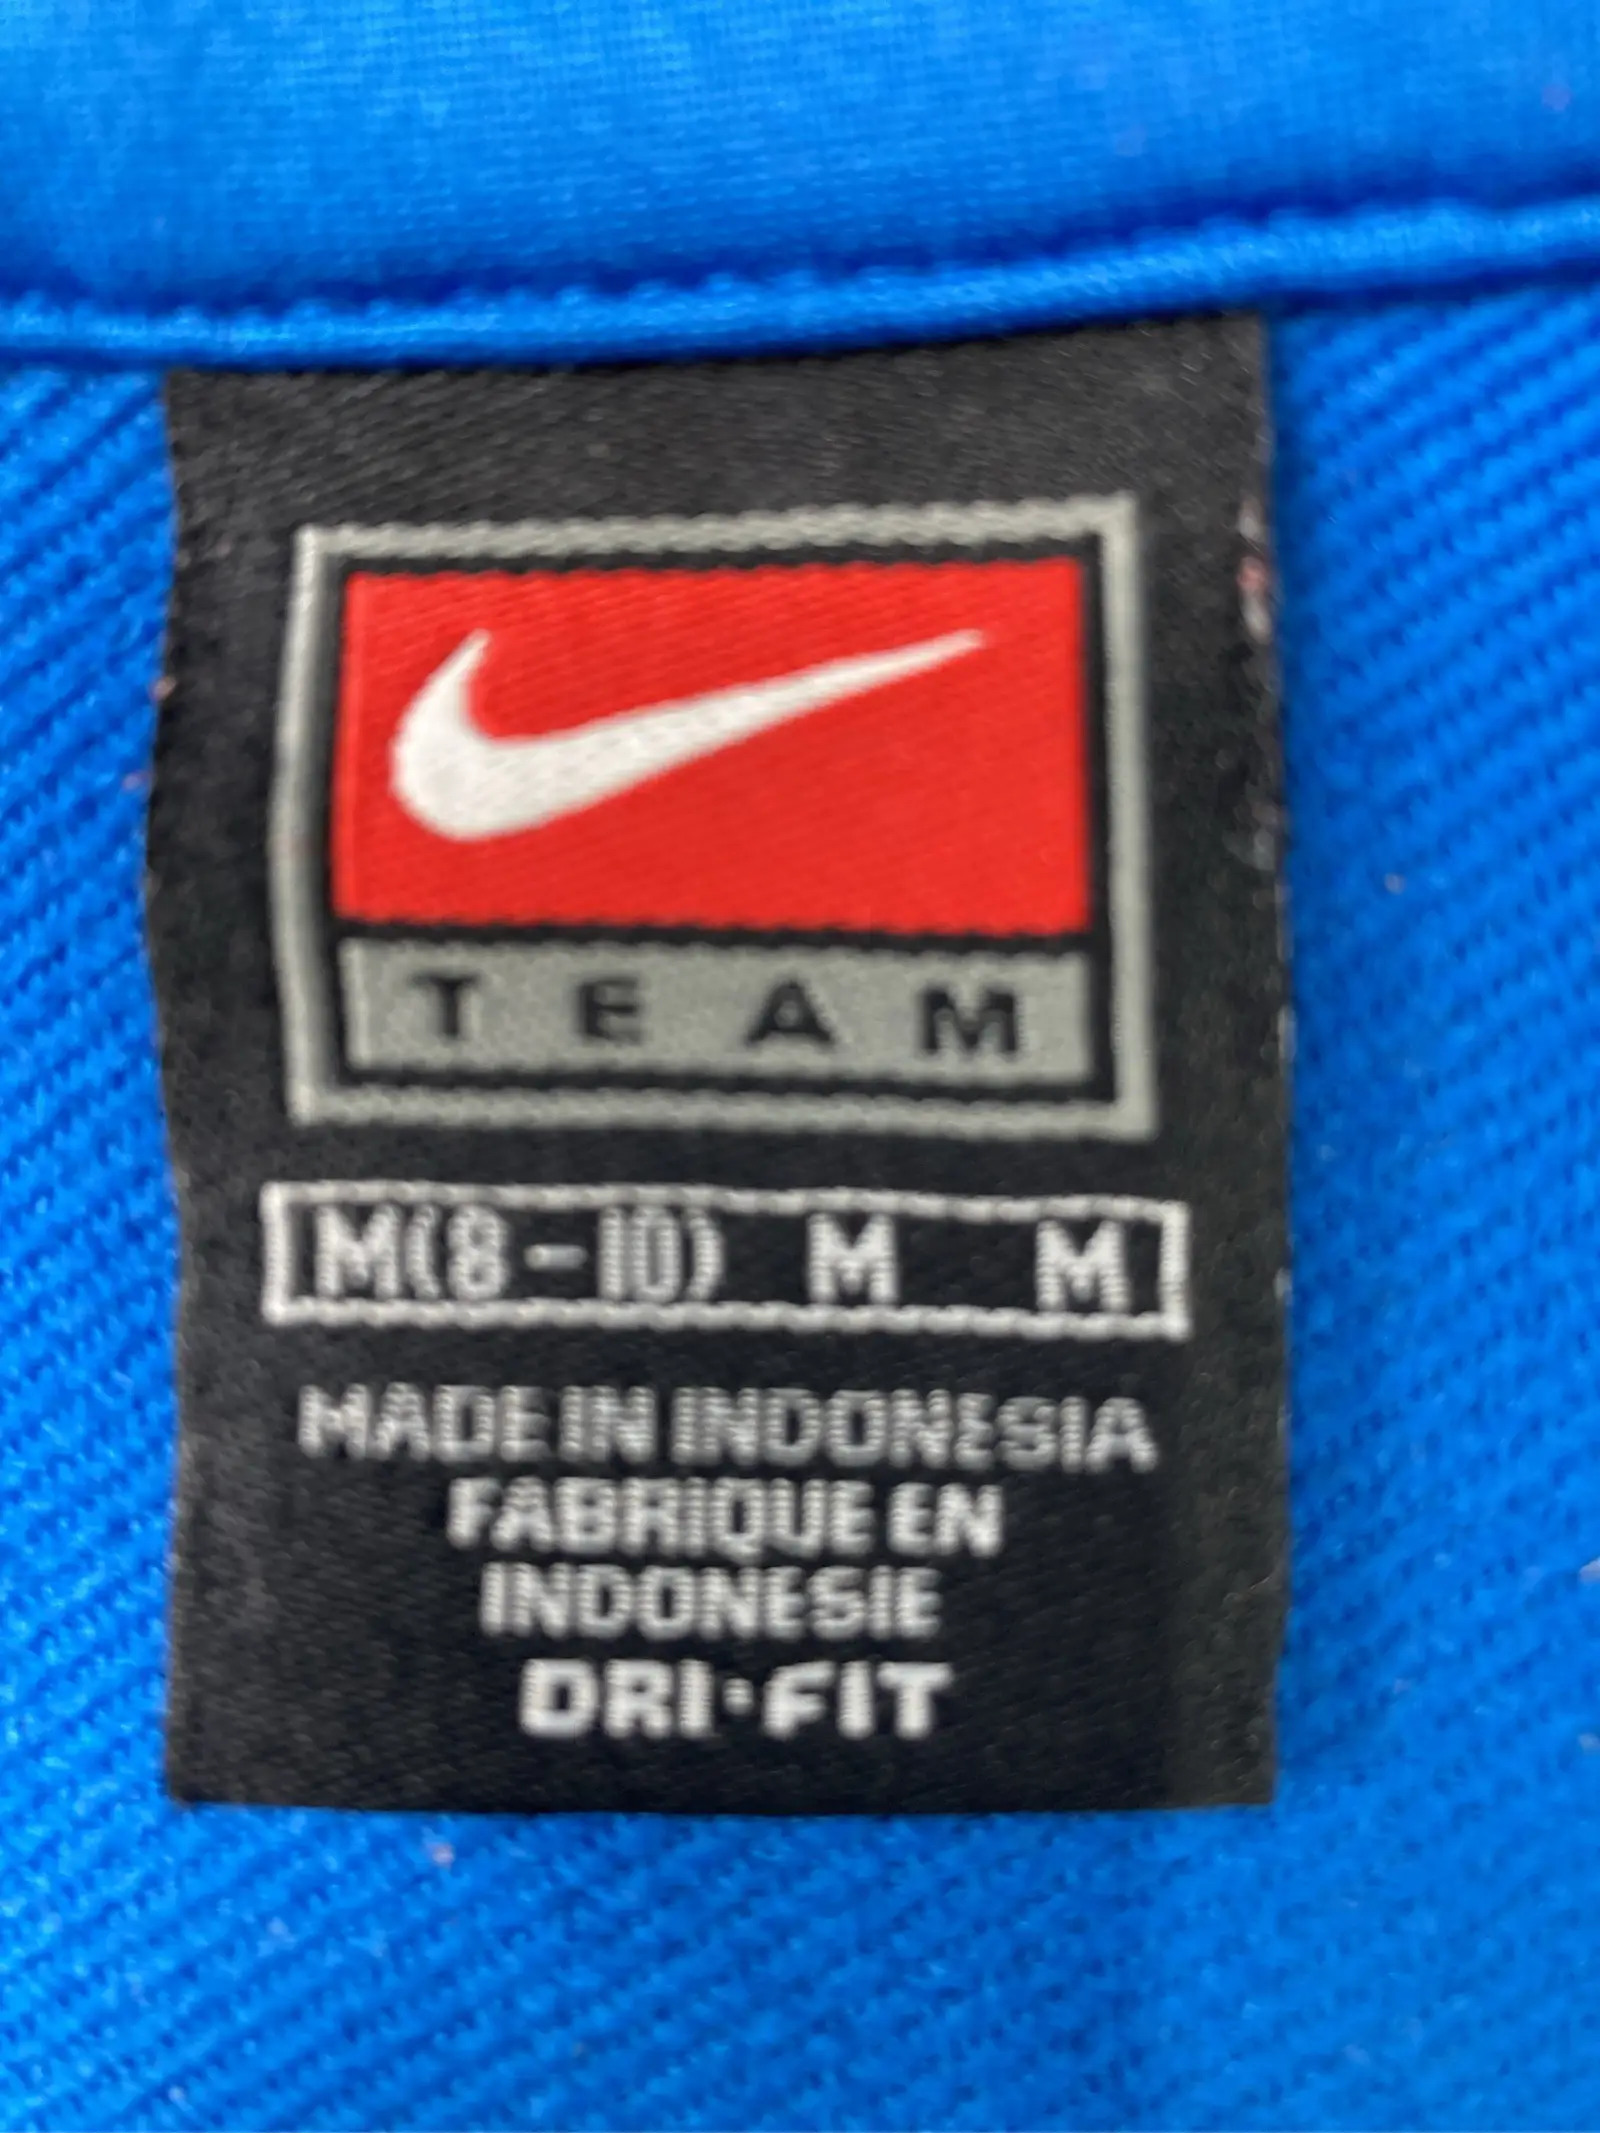 TEAM
M(8-10) M M
MADE IN INDONESIA
FABRIQUE EN
INDONESIE
DRI·FIT